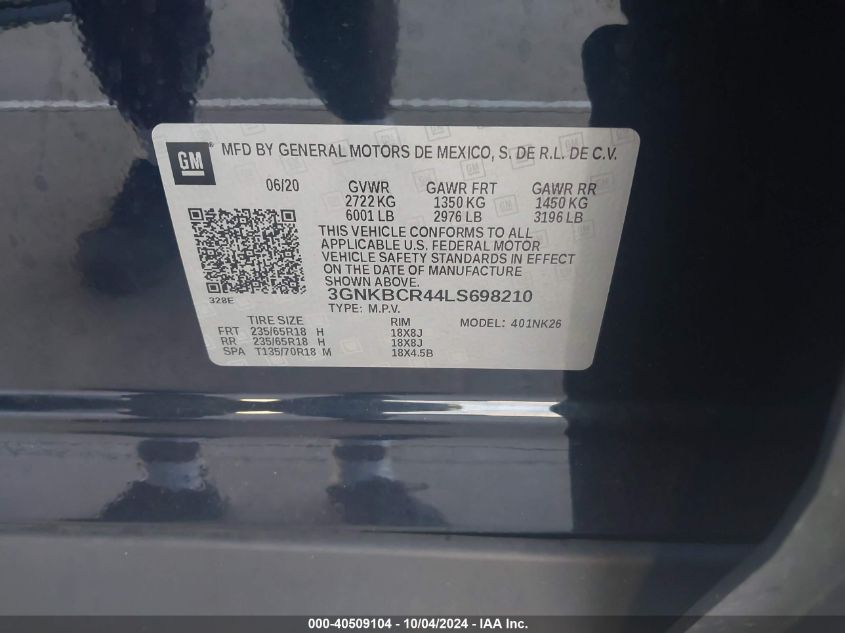 GM MFD BY GENERAL MOTORS DE MEXICO, S. DE R.L. DE C.V.
06/20 GVWR GAWR FRT GAWR RR
2722 KG 1350 KG 1450 KG
6001 LB 2976 LB 3196 LB
THIS VEHICLE CONFORMS TO ALL
APPLICABLE U.S. FEDERAL MOTOR
VEHICLE SAFETY STANDARDS IN EFFECT
ON THE DATE OF MANUFACTURE
SHOWN ABOVE.
328E 3GNKBCR44LS698210
TYPE: M.P.V.
TIRE SIZE RIM MODEL: 401NK26
FRT 235/65R18 H 18X8J
RR 235/65R18 H 18X8J
SPA T135/70R18 M 18X4.5B
000-40509104 - 10/04/2024 - IAA Inc.